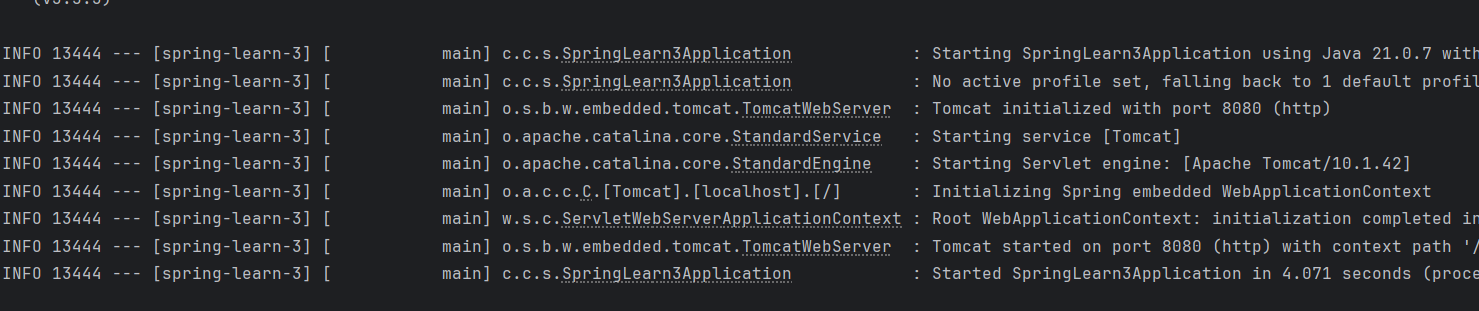 INFO 13444 --- [spring-learn-3] [           main] c.c.s.SpringLearn3Application            : Starting SpringLearn3Application using Java 21.0.7 with
INFO 13444 --- [spring-learn-3] [           main] c.c.s.SpringLearn3Application            : No active profile set, falling back to 1 default profil
INFO 13444 --- [spring-learn-3] [           main] o.s.b.w.embedded.tomcat.TomcatWebServer  : Tomcat initialized with port 8080 (http)
INFO 13444 --- [spring-learn-3] [           main] o.apache.catalina.core.StandardService   : Starting service [Tomcat]
INFO 13444 --- [spring-learn-3] [           main] o.apache.catalina.core.StandardEngine    : Starting Servlet engine: [Apache Tomcat/10.1.42]
INFO 13444 --- [spring-learn-3] [           main] o.a.c.c.C.[Tomcat].[localhost].[/]       : Initializing Spring embedded WebApplicationContext
INFO 13444 --- [spring-learn-3] [           main] w.s.c.ServletWebServerApplicationContext : Root WebApplicationContext: initialization completed in
INFO 13444 --- [spring-learn-3] [           main] o.s.b.w.embedded.tomcat.TomcatWebServer  : Tomcat started on port 8080 (http) with context path '/
INFO 13444 --- [spring-learn-3] [           main] c.c.s.SpringLearn3Application            : Started SpringLearn3Application in 4.071 seconds (proce